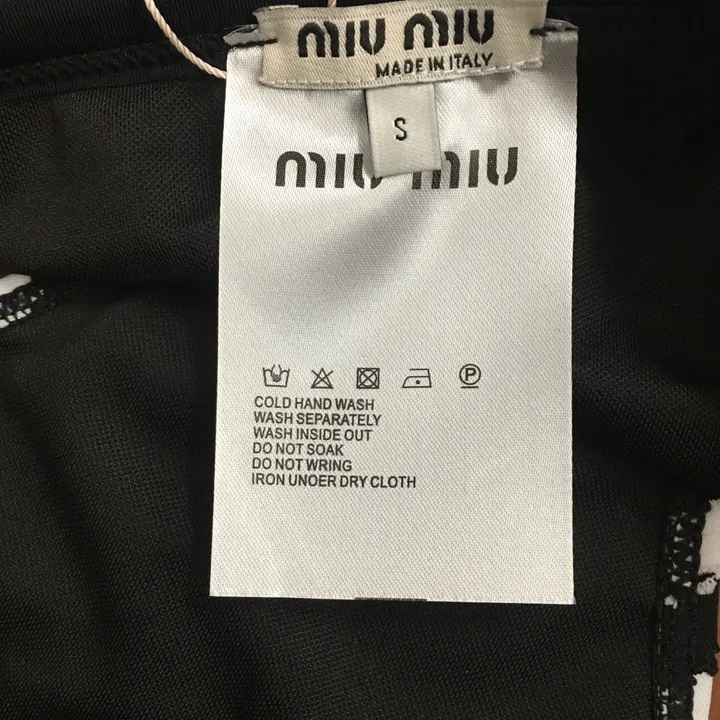 MIU MIU
MADE IN ITALY
S
MIU MIU
COLD HAND WASH
WASH SEPARATELY
WASH INSIDE OUT
DO NOT SOAK
DO NOT WRING
IRON UNDER DRY CLOTH